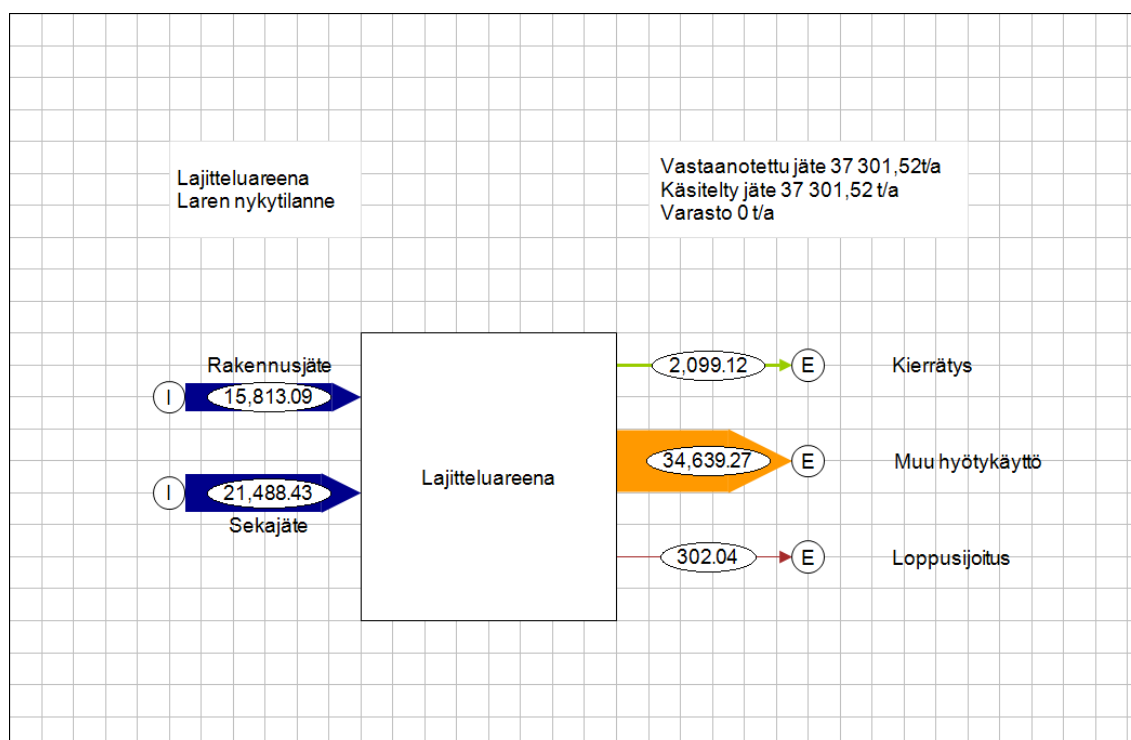 Lajitteluareena
Laren nykytilanne
Vastaanotettu jäte 37 301,52t/a
Käsitelty jäte 37 301,52 t/a
Varasto 0 t/a
Rakennusjäte
I
15,813.09
I
21,488.43
Sekajäte
Lajitteluareena
2,099.12
E
Kierrätys
34,639.27
E
Muu hyötykäyttö
302.04
E
Loppusijoitus